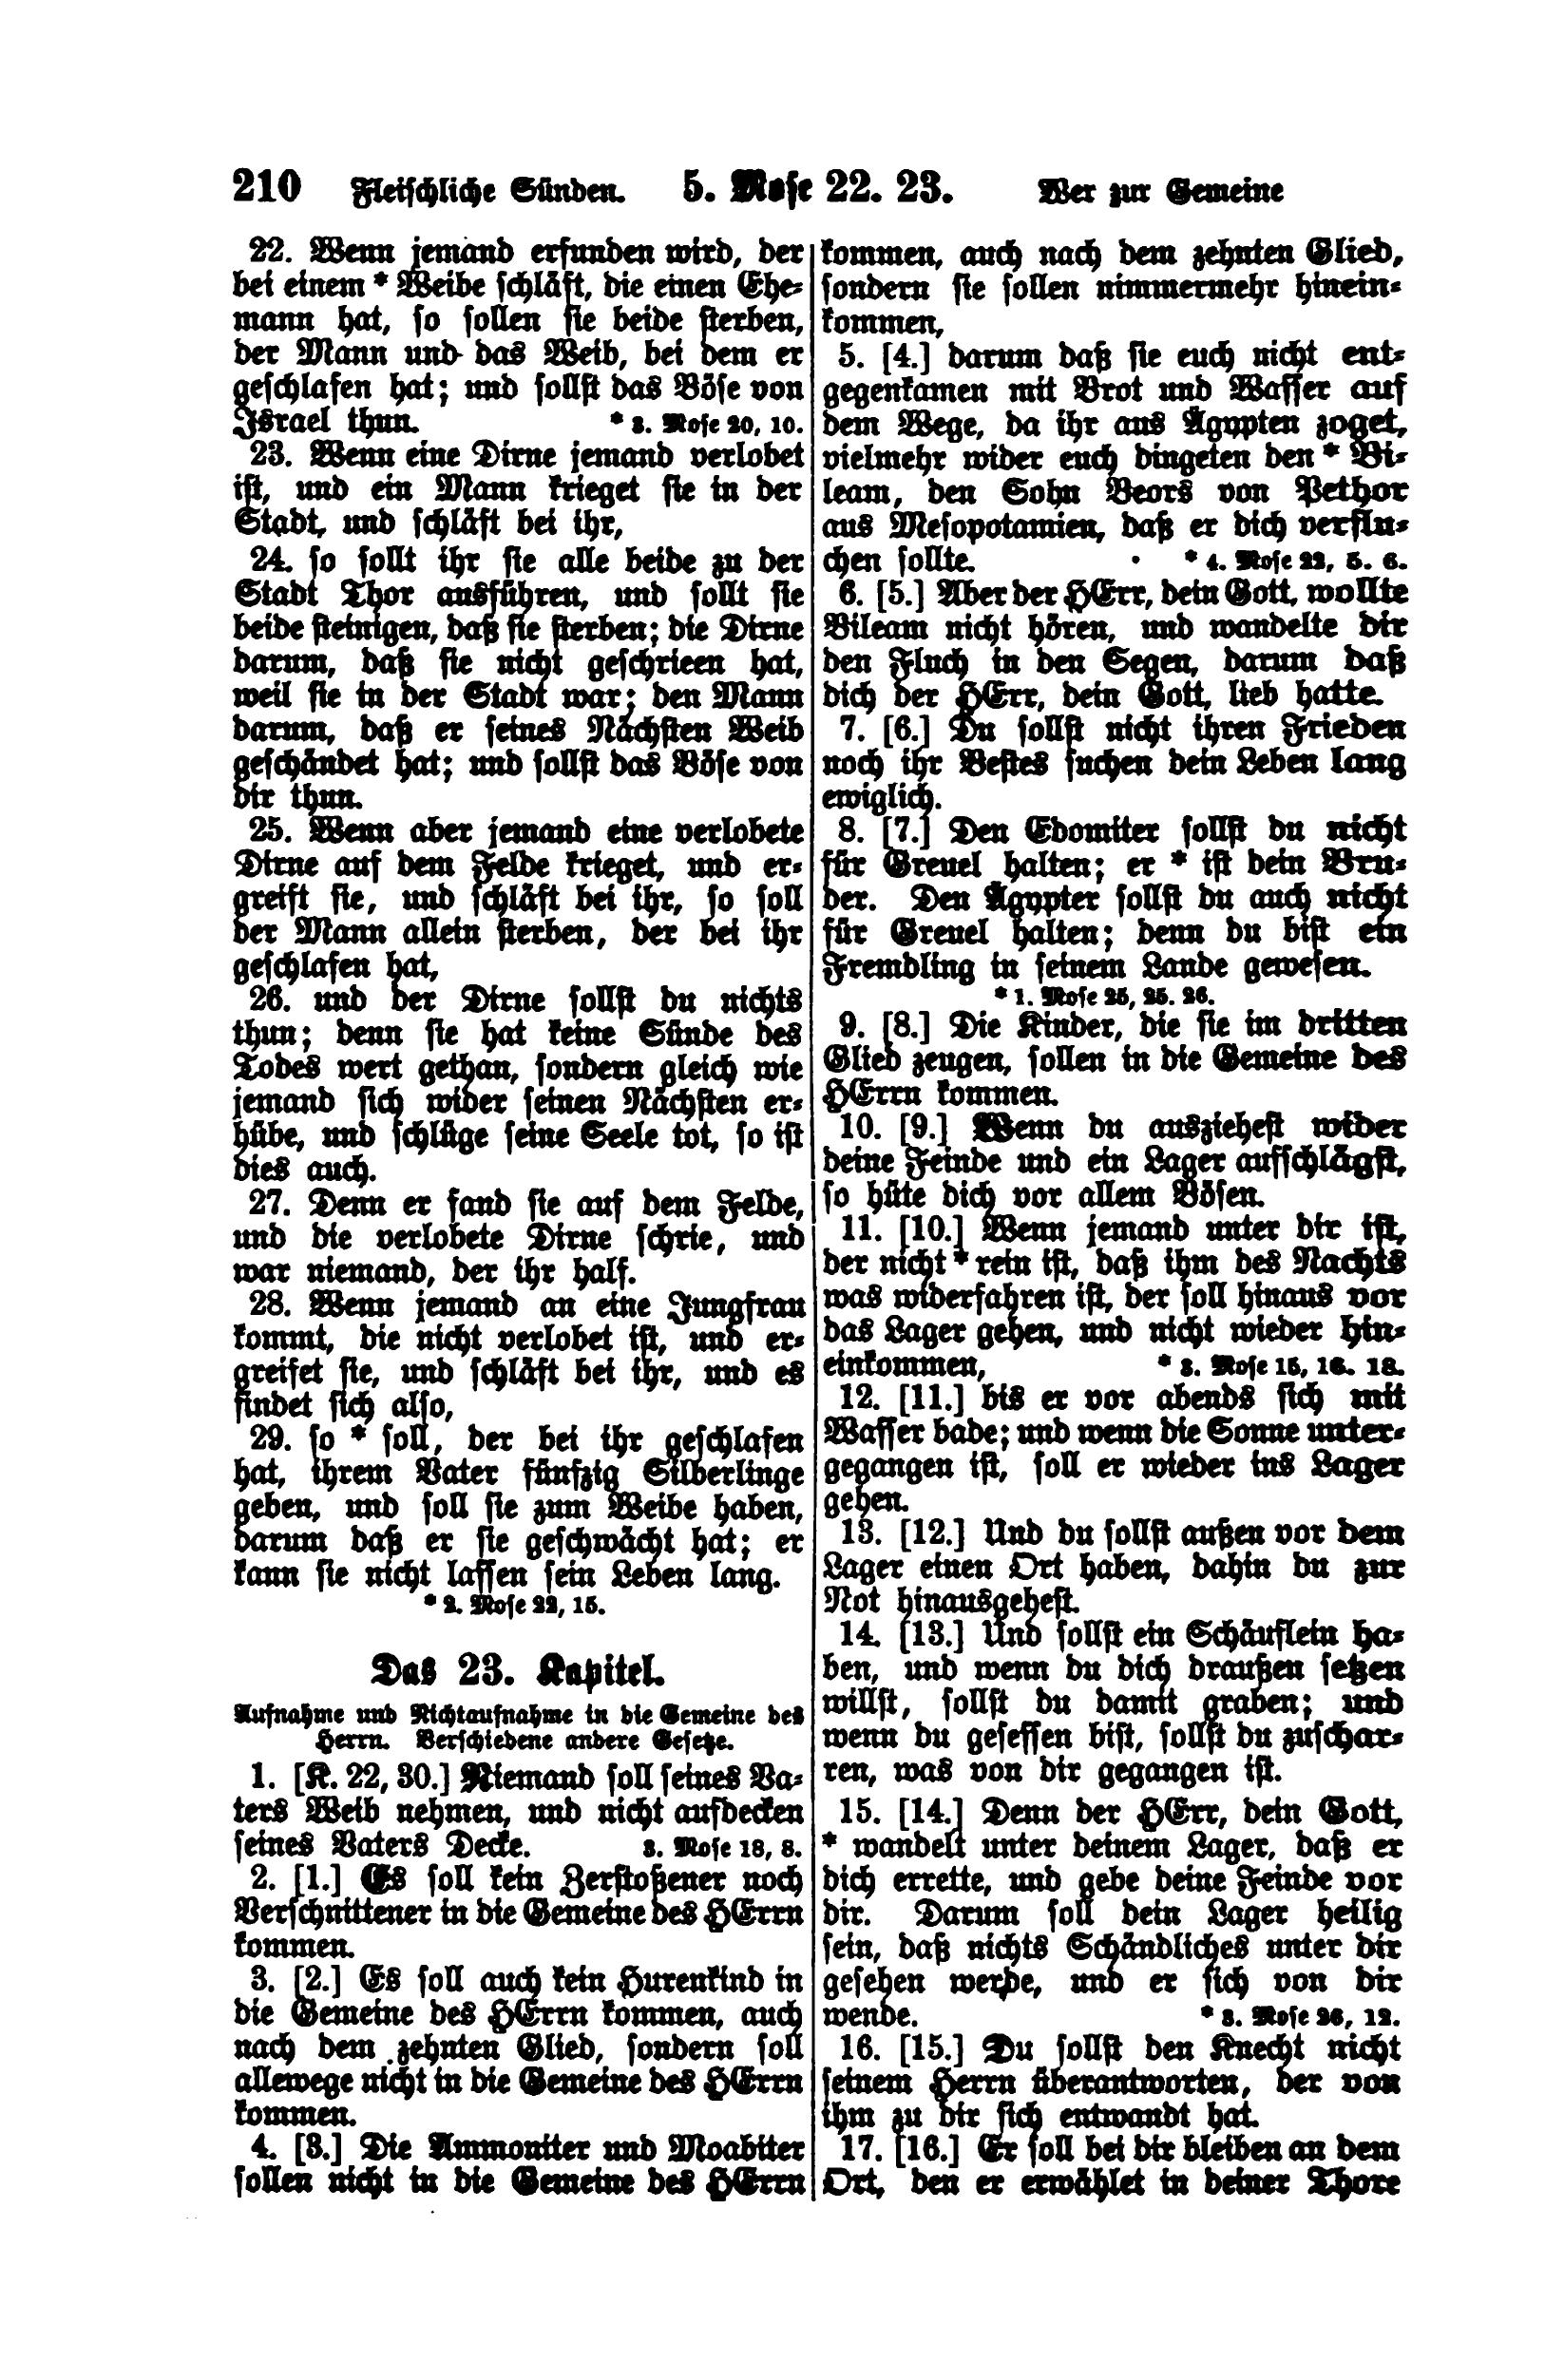 210 Fleischliche Sünden. 5. Mose 22. 23. Wer zur Gemeine
22. Wenn jemand erfunden wird, der
bei einem * Weibe schläft, die einen Ehe-
mann hat, so sollen sie beide sterben,
der Mann und das Weib, bei dem er
geschlafen hat; und sollst das Böse von
Israel thun. * 3. Mose 20, 10.
23. Wenn eine Dirne jemand verlobet
ist, und ein Mann krieget sie in der
Stadt, und schläft bei ihr,
24. so sollt ihr sie alle beide zu der
Stadt Thor ausführen, und sollt sie
beide steinigen, daß sie sterben; die Dirne
darum, daß sie nicht geschrieen hat,
weil sie in der Stadt war; den Mann
darum, daß er seines Nächsten Weib
geschändet hat; und sollst das Böse von
dir thun.
25. Wenn aber jemand eine verlobete
Dirne auf dem Felde krieget, und er-
greift sie, und schläft bei ihr, so soll
der Mann allein sterben, der bei ihr
geschlafen hat,
26. und der Dirne sollst du nichts
thun; denn sie hat keine Sünde des
Todes wert gethan, sondern gleich wie
jemand sich wider seinen Nächsten er-
hübe, und schlüge seine Seele tot, so ist
dies auch.
27. Denn er fand sie auf dem Felde,
und die verlobete Dirne schrie, und
war niemand, der ihr half.
28. Wenn jemand an eine Jungfrau
kommt, die nicht verlobet ist, und er-
greifet sie, und schläft bei ihr, und es
findet sich also,
29. so * soll, der bei ihr geschlafen
hat, ihrem Vater fünfzig Silberlinge
geben, und soll sie zum Weibe haben,
darum daß er sie geschwächt hat; er
kann sie nicht lassen sein Leben lang.
* 2. Mose 22, 15.
Das 23. Kapitel.
Aufnahme und Nichtaufnahme in die Gemeine des
Herrn. Verschiedene andere Gesetze.
1. [K. 22, 30.] Niemand soll seines Va-
ters Weib nehmen, und nicht aufdecken
seines Vaters Decke. 3. Mose 18, 8.
2. [1.] Es soll kein Zerstoßener noch
Verschnittener in die Gemeine des HErrn
kommen.
3. [2.] Es soll auch kein Hurenkind in
die Gemeine des HErrn kommen, auch
nach dem zehnten Glied, sondern soll
allewege nicht in die Gemeine des HErrn
kommen.
4. [3.] Die Ammoniter und Moabiter
sollen nicht in die Gemeine des HErrn
kommen, auch nach dem zehnten Glied,
sondern sie sollen nimmermehr hinein-
kommen,
5. [4.] darum daß sie euch nicht ent-
gegenkamen mit Brot und Wasser auf
dem Wege, da ihr aus Ägypten zoget,
vielmehr wider euch dingeten den * Bi-
leam, den Sohn Beors von Pethor
aus Mesopotamien, daß er dich verflu-
chen sollte. * 4. Mose 22, 5. 6.
6. [5.] Aber der HErr, dein Gott, wollte
Bileam nicht hören, und wandelte dir
den Fluch in den Segen, darum daß
dich der HErr, dein Gott, lieb hatte.
7. [6.] Du sollst nicht ihren Frieden
noch ihr Bestes suchen dein Leben lang
ewiglich.
8. [7.] Den Edomiter sollst du nicht
für Greuel halten; er * ist dein Bru-
der. Den Ägypter sollst du auch nicht
für Greuel halten; denn du bist ein
Fremdling in seinem Lande gewesen.
* 1. Mose 25, 25. 26.
9. [8.] Die Kinder, die sie im dritten
Glied zeugen, sollen in die Gemeine des
HErrn kommen.
10. [9.] Wenn du ausziehest wider
deine Feinde und ein Lager aufschlägst,
so hüte dich vor allem Bösen.
11. [10.] Wenn jemand unter dir ist,
der nicht * rein ist, daß ihm des Nachts
was widerfahren ist, der soll hinaus vor
das Lager gehen, und nicht wieder hin-
einkommen, * 3. Mose 15, 16. 18.
12. [11.] bis er vor abends sich mit
Wasser bade; und wenn die Sonne unter-
gegangen ist, soll er wieder ins Lager
gehen.
13. [12.] Und du sollst außen vor dem
Lager einen Ort haben, dahin du zur
Not hinausgehest.
14. [13.] Und sollst ein Schäuflein ha-
ben, und wenn du dich draußen setzen
willst, sollst du damit graben; und
wenn du gesessen bist, sollst du zuschar-
ren, was von dir gegangen ist.
15. [14.] Denn der HErr, dein Gott,
* wandelt unter deinem Lager, daß er
dich errette, und gebe deine Feinde vor
dir. Darum soll dein Lager heilig
sein, daß nichts Schändliches unter dir
gesehen werde, und er sich von dir
wende. * 3. Mose 26, 12.
16. [15.] Du sollst den Knecht nicht
seinem Herrn überantworten, der von
ihm zu dir sich entwandt hat.
17. [16.] Er soll bei dir bleiben an dem
Ort, den er erwählet in deiner Thore